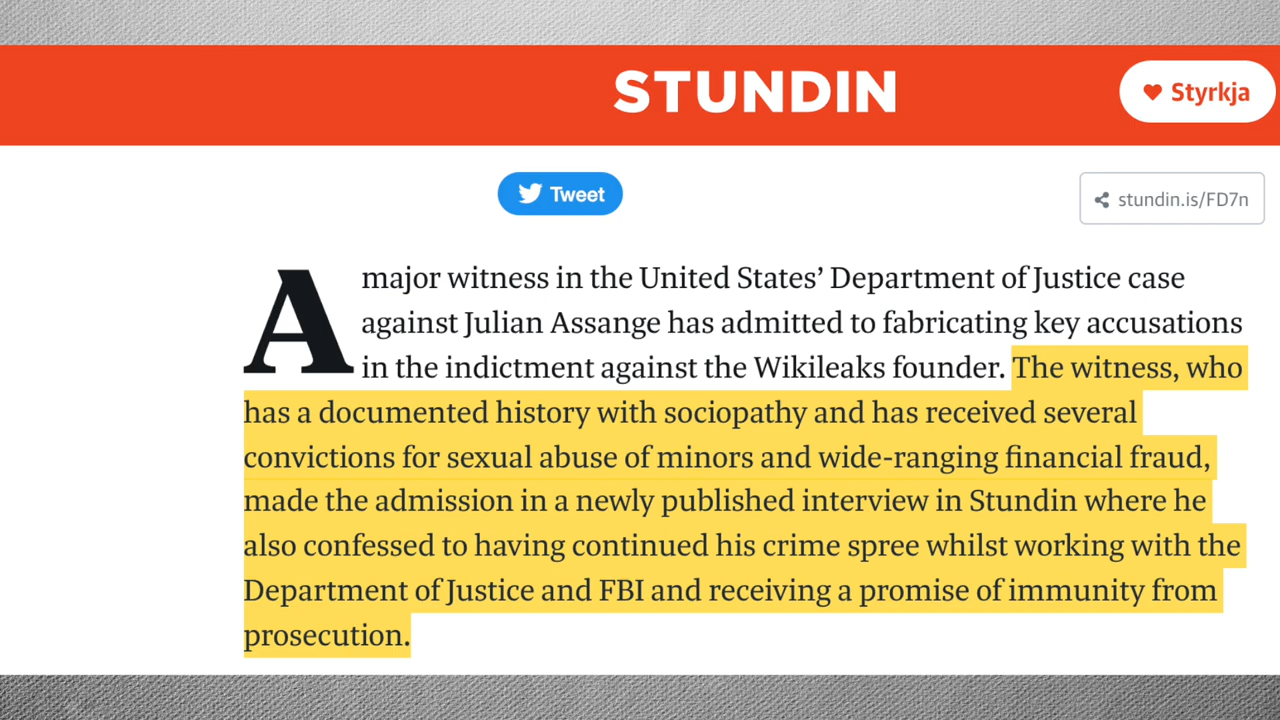 STUNDIN
Styrkja
Tweet
stundin.is/FD7n
A major witness in the United States’ Department of Justice case
against Julian Assange has admitted to fabricating key accusations
in the indictment against the Wikileaks founder. The witness, who
has a documented history with sociopathy and has received several
convictions for sexual abuse of minors and wide-ranging financial fraud,
made the admission in a newly published interview in Stundin where he
also confessed to having continued his crime spree whilst working with the
Department of Justice and FBI and receiving a promise of immunity from
prosecution.